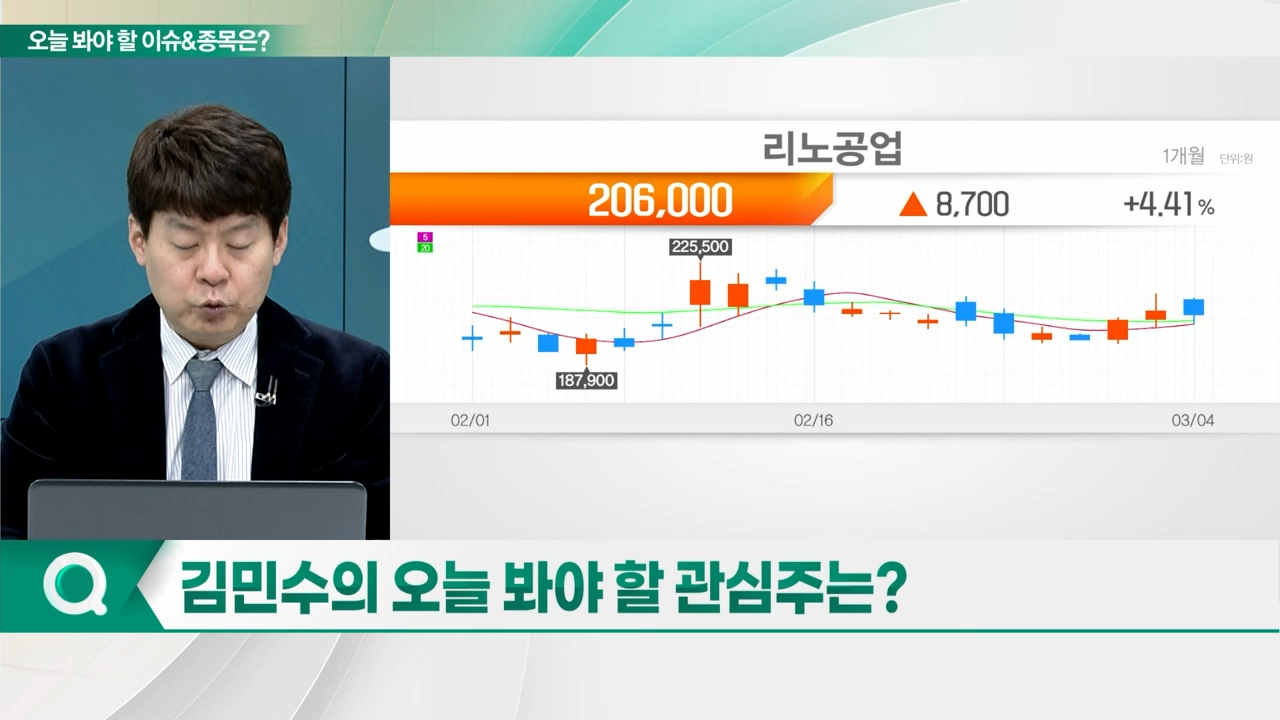 오늘 봐야 할 이슈&종목은?
리노공업
1개월 단위:원
206,000 ▲ 8,700 +4.41%
5
20
225,500
187,900
02/01 02/16 03/04
김민수의 오늘 봐야 할 관심주는?